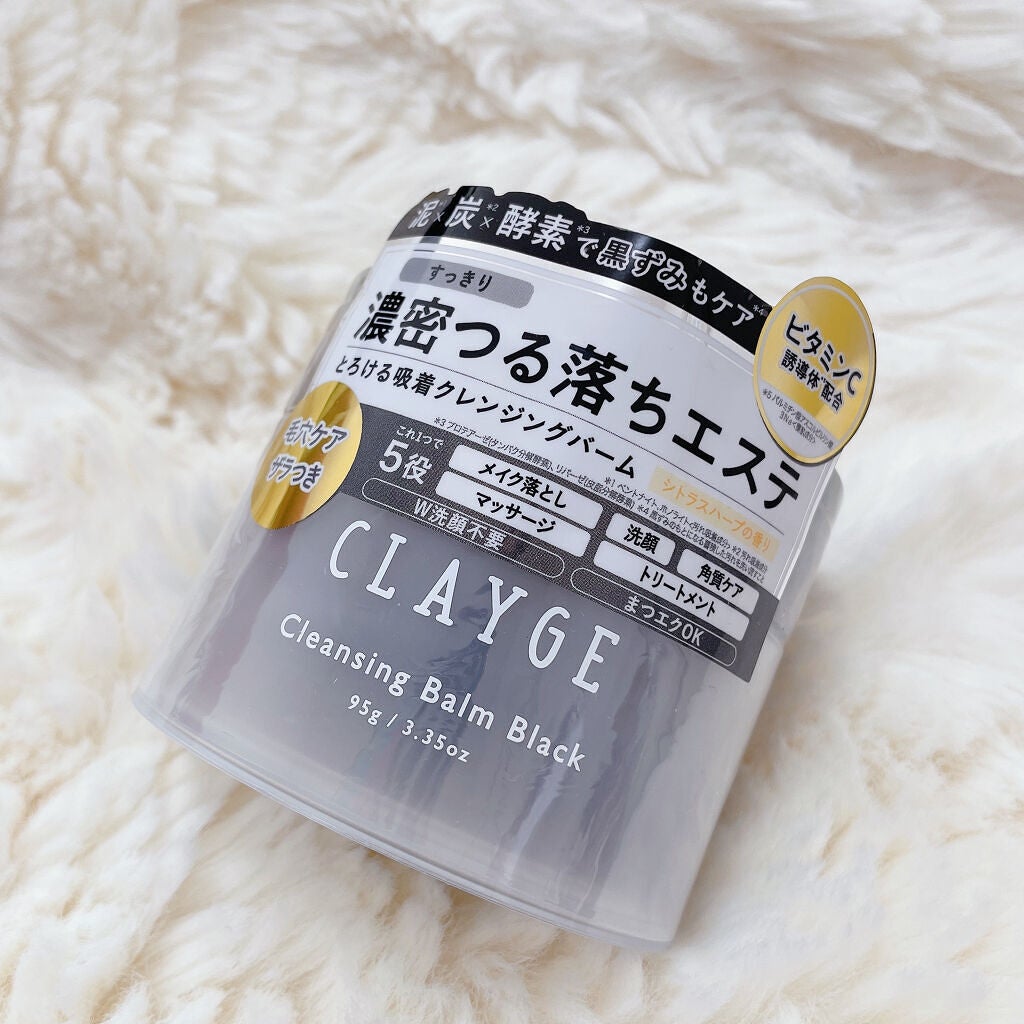 泥×炭*2×酵素*3で黒ずみもケア*4
すっきり
濃密つる落ちエステ
とろける吸着クレンジングバーム
シトラスハーブの香り
ビタミンC
誘導体*5配合
毛穴ケア
ザラつき
これ1つで
5役
メイク落とし
洗顔
角質ケア
マッサージ
トリートメント
W洗顔不要
まつエクOK
CLAYGE
Cleansing Balm Black
95g / 3.35oz